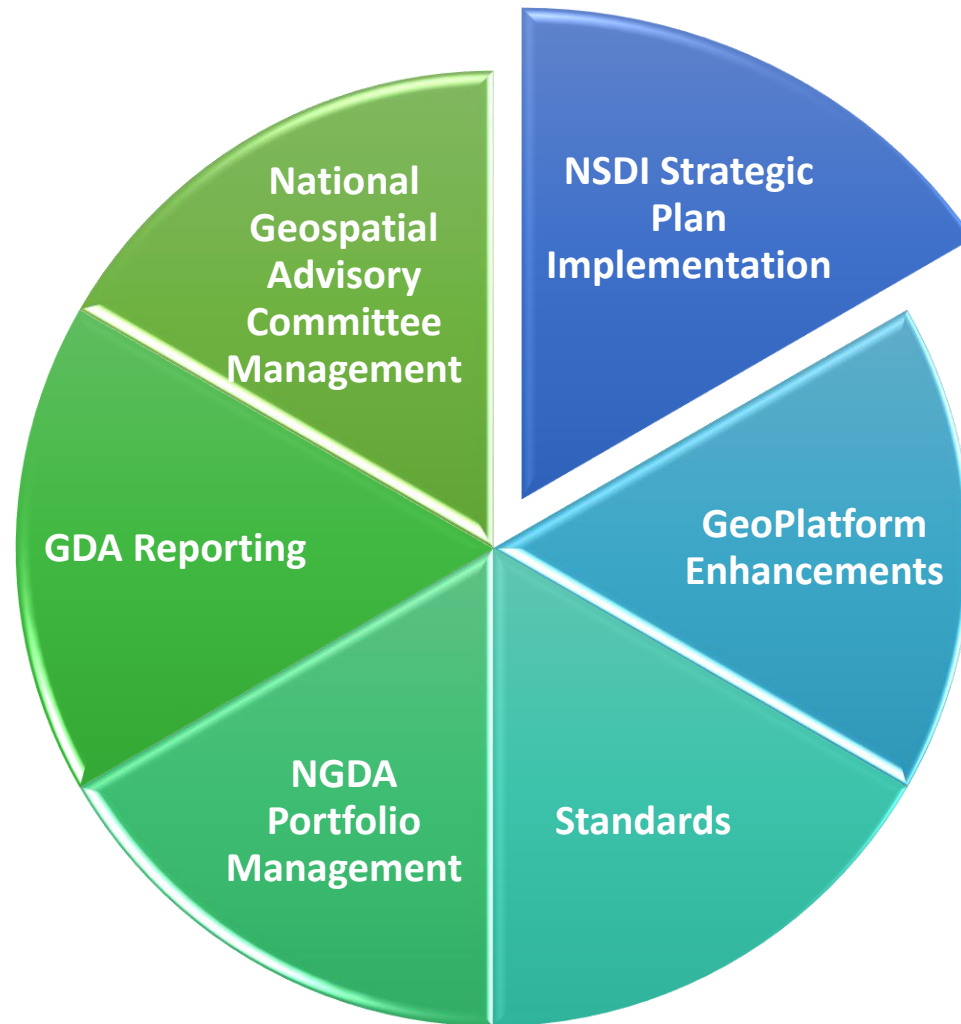 NSDI Strategic
Plan
Implementation
GeoPlatform
Enhancements
Standards
NGDA
Portfolio
Management
GDA Reporting
National
Geospatial
Advisory
Committee
Management